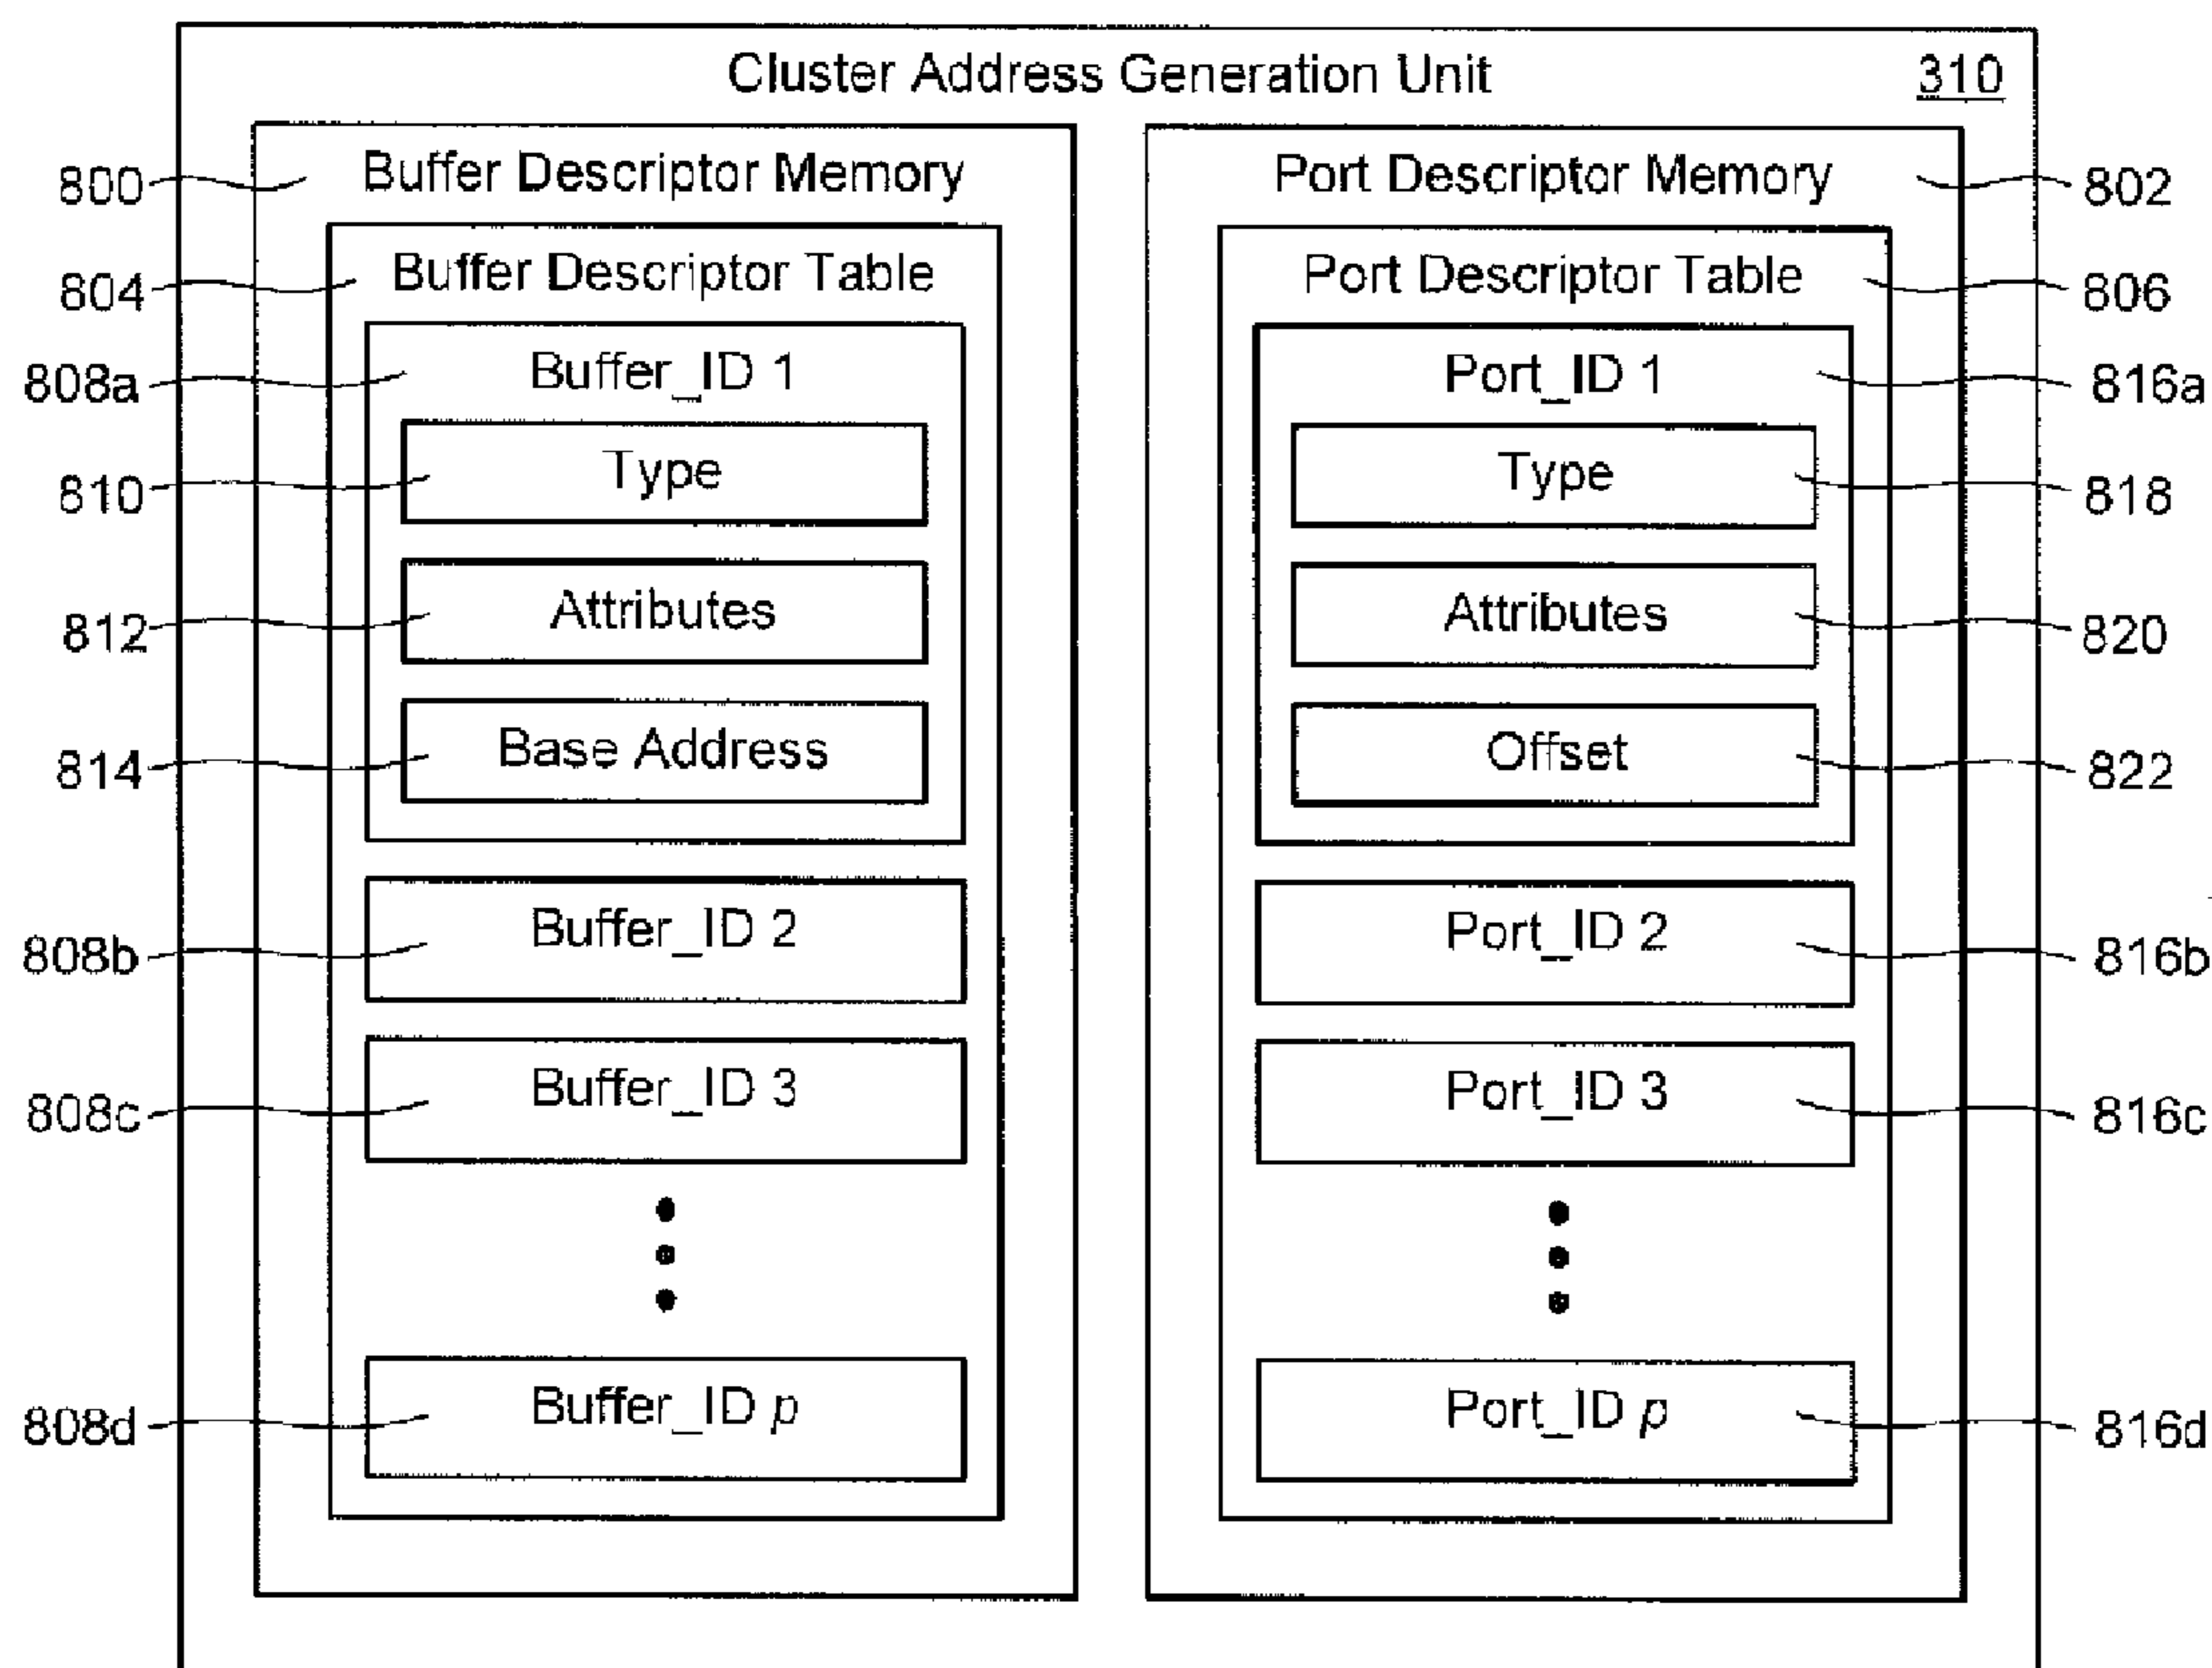 Cluster Address Generation Unit 310
800 Buffer Descriptor Memory
Port Descriptor Memory 802
804 Buffer Descriptor Table
Port Descriptor Table 806
808a Buffer_ID 1
Port_ID 1 816a
810 Type
Type 818
812 Attributes
Attributes 820
814 Base Address
Offset 822
808b Buffer_ID 2
Port_ID 2 816b
808c Buffer_ID 3
Port_ID 3 816c
808d Buffer_ID p
Port_ID p 816d